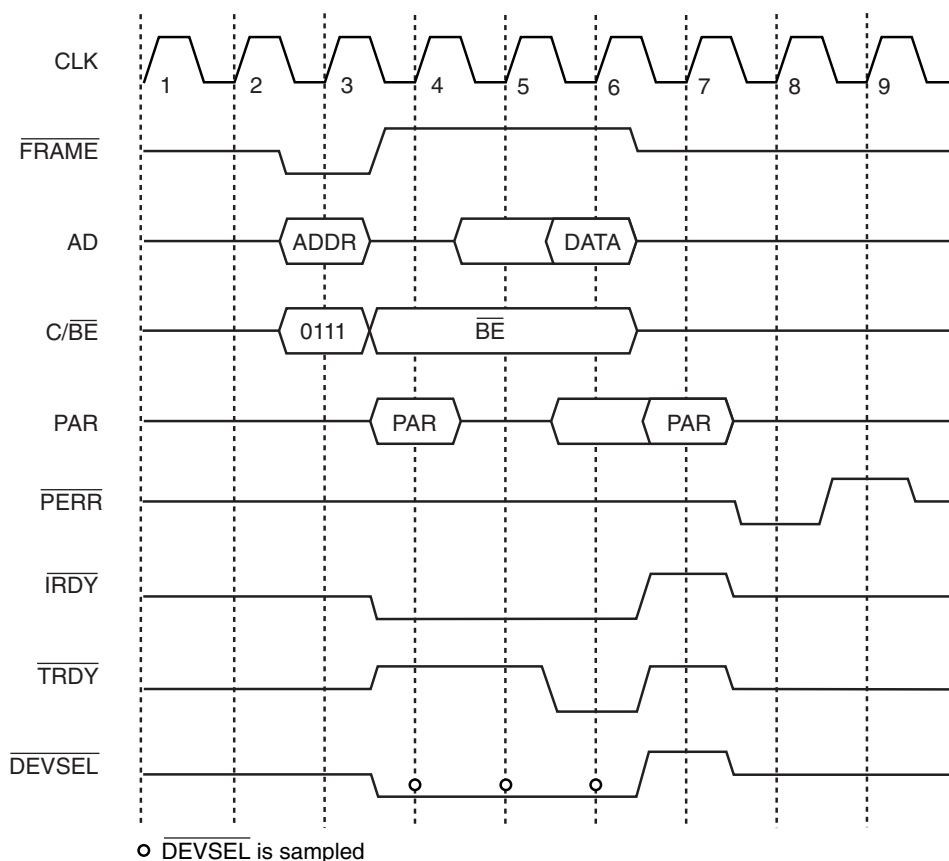 CLK
1 2 3 4 5 6 7 8 9
FRAME
AD ADDR DATA
C/BE 0111 BE
PAR PAR PAR
PERR
IRDY
TRDY
DEVSEL
DEVSEL is sampled